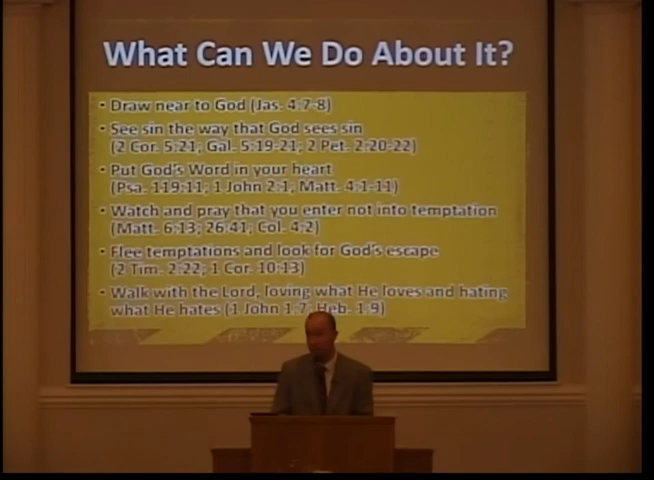 What Can We Do About It?
• Draw near to God (Jas. 4:7-8)
• See sin the way that God sees sin
(2 Cor. 5:21, Gal. 5:19-21; 2 Pet. 2:20-22)
• Put God's Word in your heart
(Psa. 119:11; 1 John 2:1, Matt. 4:1-11)
• Watch and pray that you enter not into temptation
(Matt. 6:13; 26:41, Col. 4:2)
• Flee temptations and look for God's escape
(2 Tim. 2:22; 1 Cor. 10:13)
• Walk with the Lord, loving what He loves and hating
what He hates (1 John 1:7, Heb. 1:9)